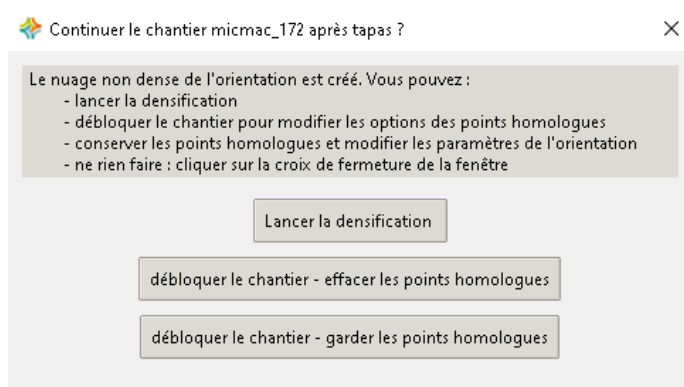 Continuer le chantier micmac_172 après tapas ?
Le nuage non dense de l'orientation est créé. Vous pouvez :
- lancer la densification
- débloquer le chantier pour modifier les options des points homologues
- conserver les points homologues et modifier les paramètres de l'orientation
- ne rien faire : cliquer sur la croix de fermeture de la fenêtre
Lancer la densification
débloquer le chantier - effacer les points homologues
débloquer le chantier - garder les points homologues